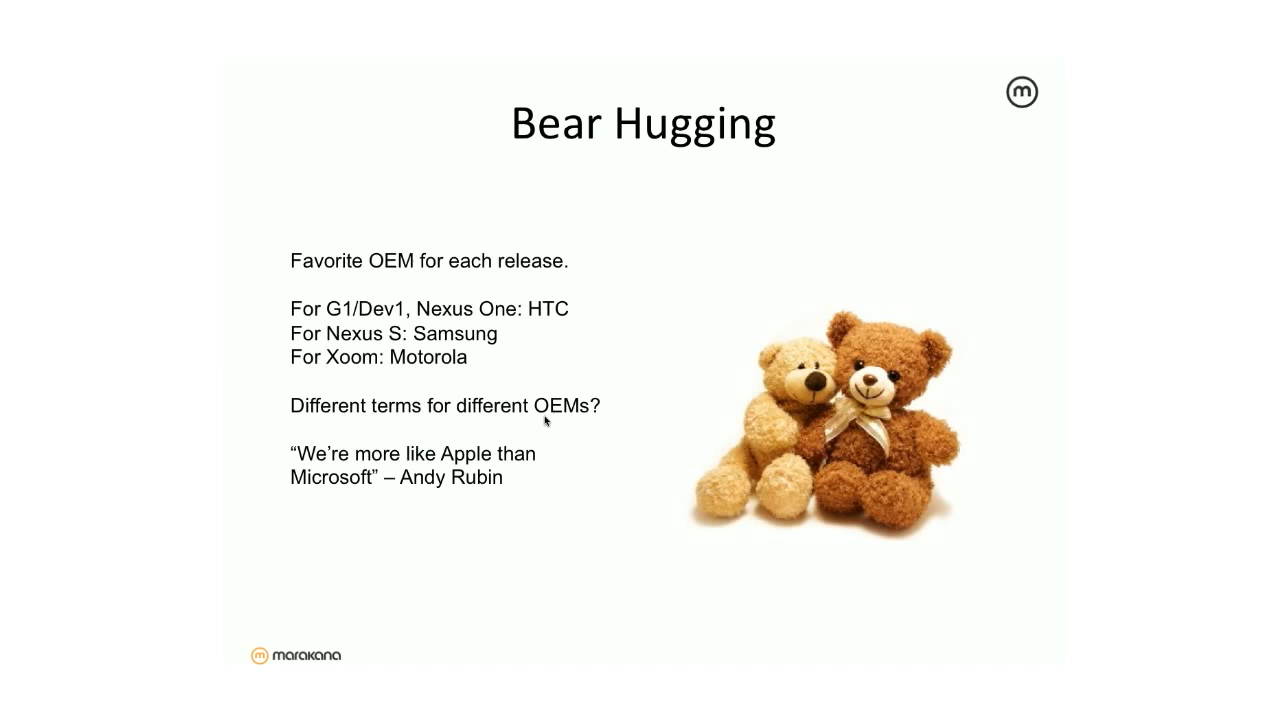 m
Bear Hugging
Favorite OEM for each release.
For G1/Dev1, Nexus One: HTC
For Nexus S: Samsung
For Xoom: Motorola
Different terms for different OEMs?
“We’re more like Apple than
Microsoft” – Andy Rubin
m marakana